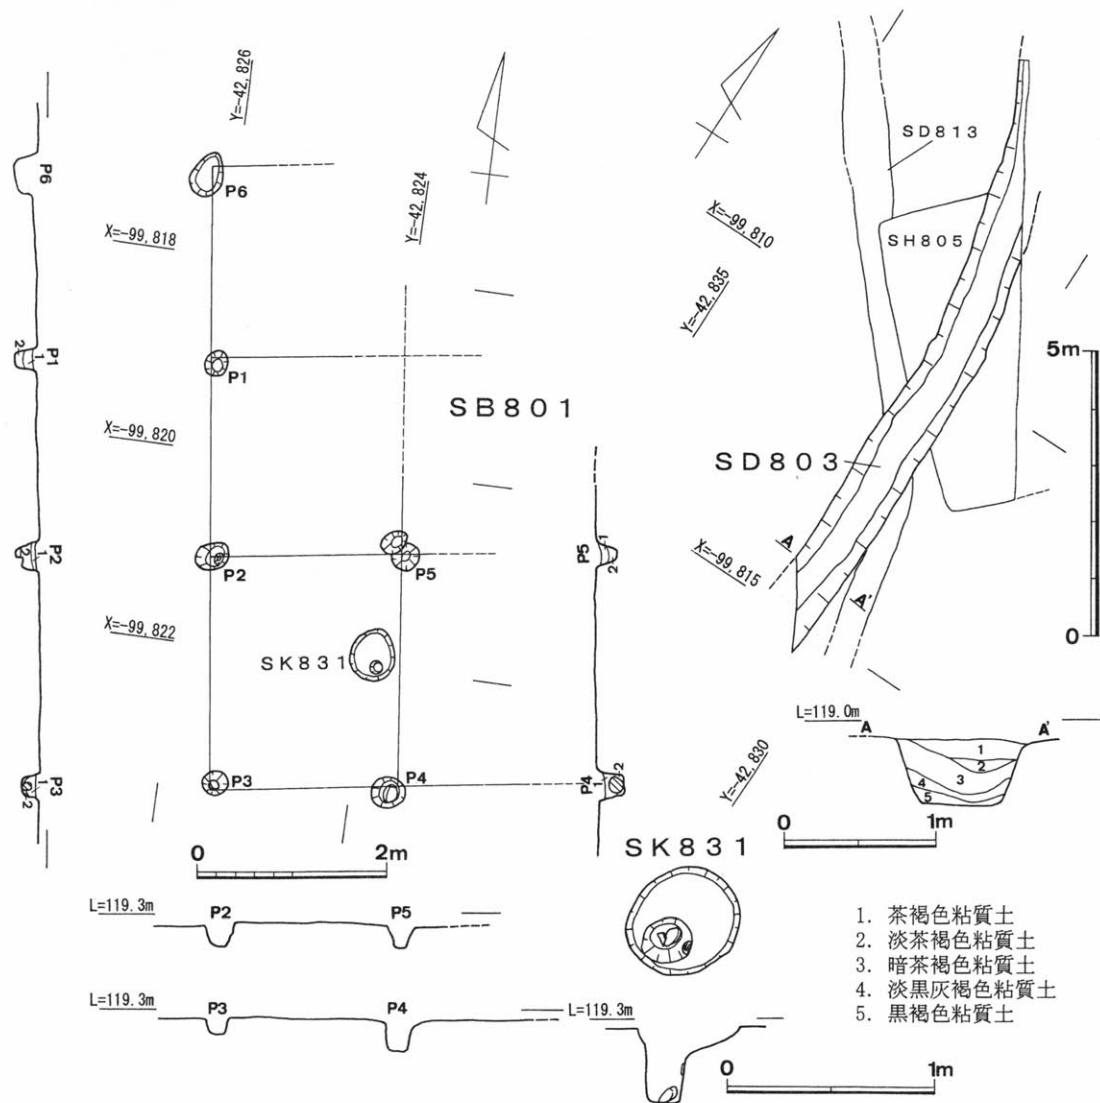 Y=-42,826
Y=-42,824
P6
P6
X=-99,818
P1
1
2
P1
X=-99,820
SB801
P2
1
2
P2
P5
P5
1
2
X=-99,822
SK831
P3
1
2
P3
P4
P4
1
2
0 2m
L=119.3m
P2
P5
L=119.3m
P3
P4
SD813
X=-99,810
SH805
Y=-42,835
5m
SD803
A
X=-99,815
A'
0
L=119.0m
A
A'
1
2
3
4
5
Y=-42,830
0 1m
SK831
L=119.3m
1. 茶褐色粘質土
2. 淡茶褐色粘質土
3. 暗茶褐色粘質土
4. 淡黒灰褐色粘質土
5. 黒褐色粘質土
0 1m